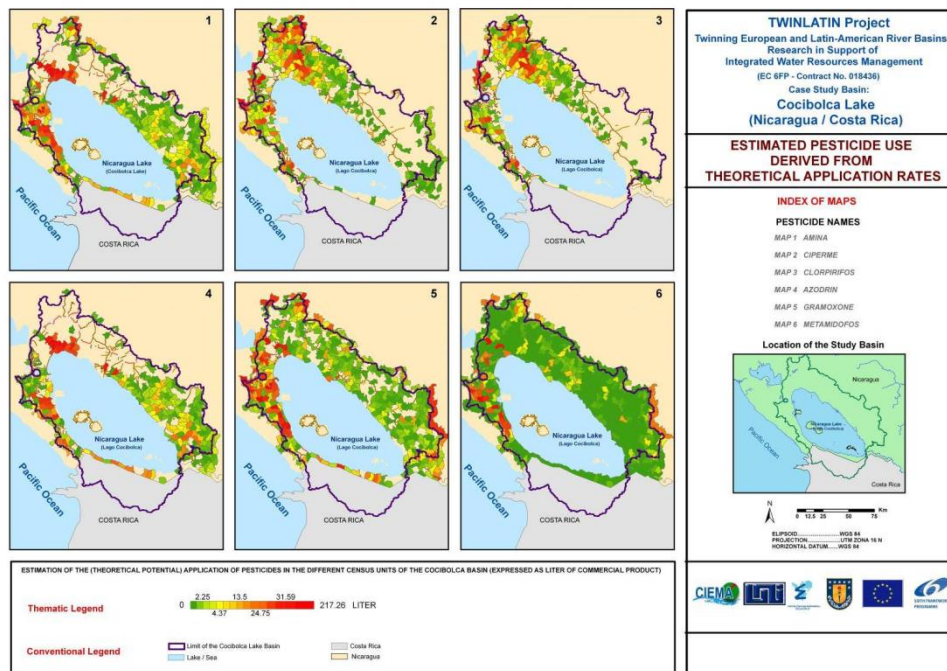 1
Nicaragua Lake
(Cocibolca Lake)
Pacific Ocean
COSTA RICA
2
Nicaragua Lake
(Lago Cocibolca)
Pacific Ocean
COSTA RICA
3
Nicaragua Lake
(Lago Cocibolca)
Pacific Ocean
COSTA RICA
4
Nicaragua Lake
(Lago Cocibolca)
Pacific Ocean
COSTA RICA
5
Nicaragua Lake
(Lago Cocibolca)
Pacific Ocean
COSTA RICA
6
Nicaragua Lake
(Lago Cocibolca)
Pacific Ocean
COSTA RICA
ESTIMATION OF THE (THEORETICAL POTENTIAL) APPLICATION OF PESTICIDES IN THE DIFFERENT CENSUS UNITS OF THE COCIBOLCA BASIN (EXPRESSED AS LITER OF COMMERCIAL PRODUCT)
Thematic Legend
2.25 13.5 31.59
0 217.26 LITER
4.37 24.75
Conventional Legend
Limit of the Cocibolca Lake Basin
Costa Rica
Lake / Sea
Nicaragua
TWINLATIN Project
Twinning European and Latin-American River Basins
Research in Support of
Integrated Water Resources Management
(EC 6FP - Contract No. 018436)
Case Study Basin:
Cocibolca Lake
(Nicaragua / Costa Rica)
ESTIMATED PESTICIDE USE
DERIVED FROM
THEORETICAL APPLICATION RATES
INDEX OF MAPS
PESTICIDE NAMES
MAP 1 AMINA
MAP 2 CIPERME
MAP 3 CLORPIRIFOS
MAP 4 AZODRIN
MAP 5 GRAMOXONE
MAP 6 METAMIDOFOS
Location of the Study Basin
Nicaragua
Nicaragua Lake
Pacific Ocean
Costa Rica
N
Km
0 12.5 25 50 75
ELIPSOID....................WGS 84
PROJECTION................UTM ZONA 16 N
HORIZONTAL DATUM......WGS 84
CIEMA
6
SIXTH FRAMEWORK
PROGRAMME